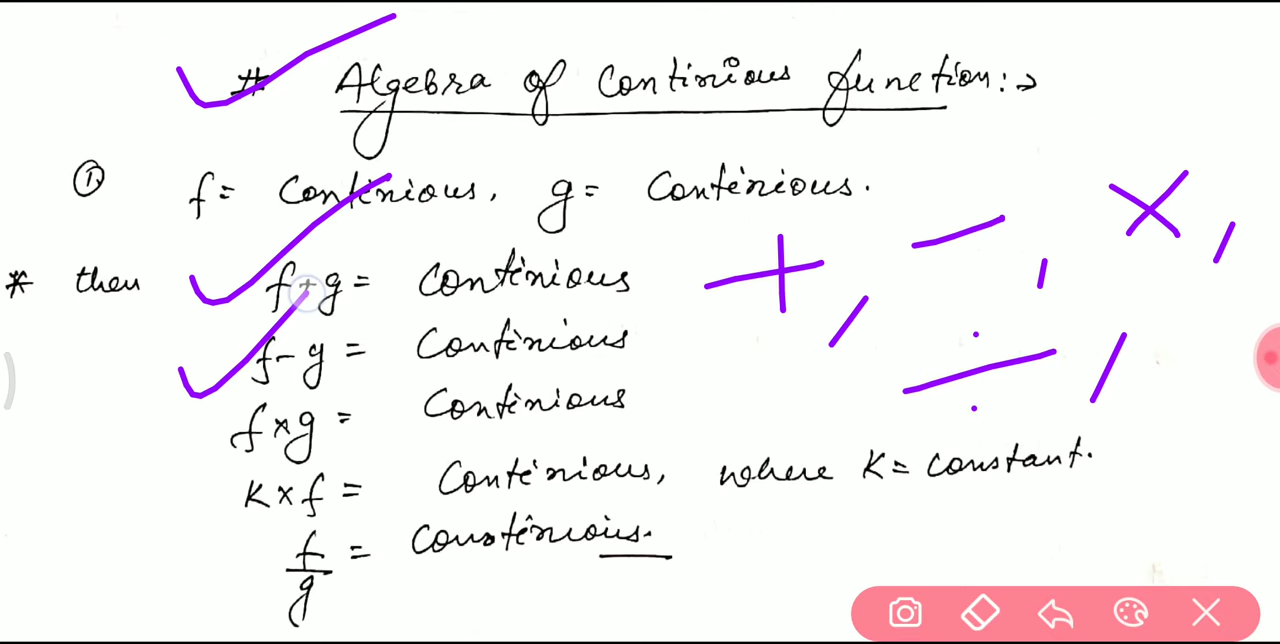 # Algebra of Continious function:→
① f = Continious, g = Continious.
* then f+g = Continious
f-g = Continious
f×g = Continious
K×f = Continious, where K = constant.
f/g = Constinious.
+ , - , × , ÷ ,